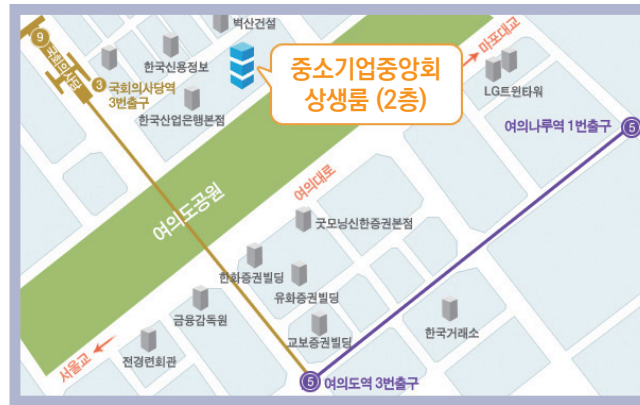 벽산건설
9
국회의사당
한국신용정보
3
국회의사당역
3번출구
한국산업은행본점
중소기업중앙회
상생룸 (2층)
마포대교
LG트윈타워
여의나루역 1번출구
5
여의도공원
여의대로
굿모닝신한증권본점
한화증권빌딩
유화증권빌딩
금융감독원
교보증권빌딩
한국거래소
전경련회관
서울교
5
여의도역 3번출구